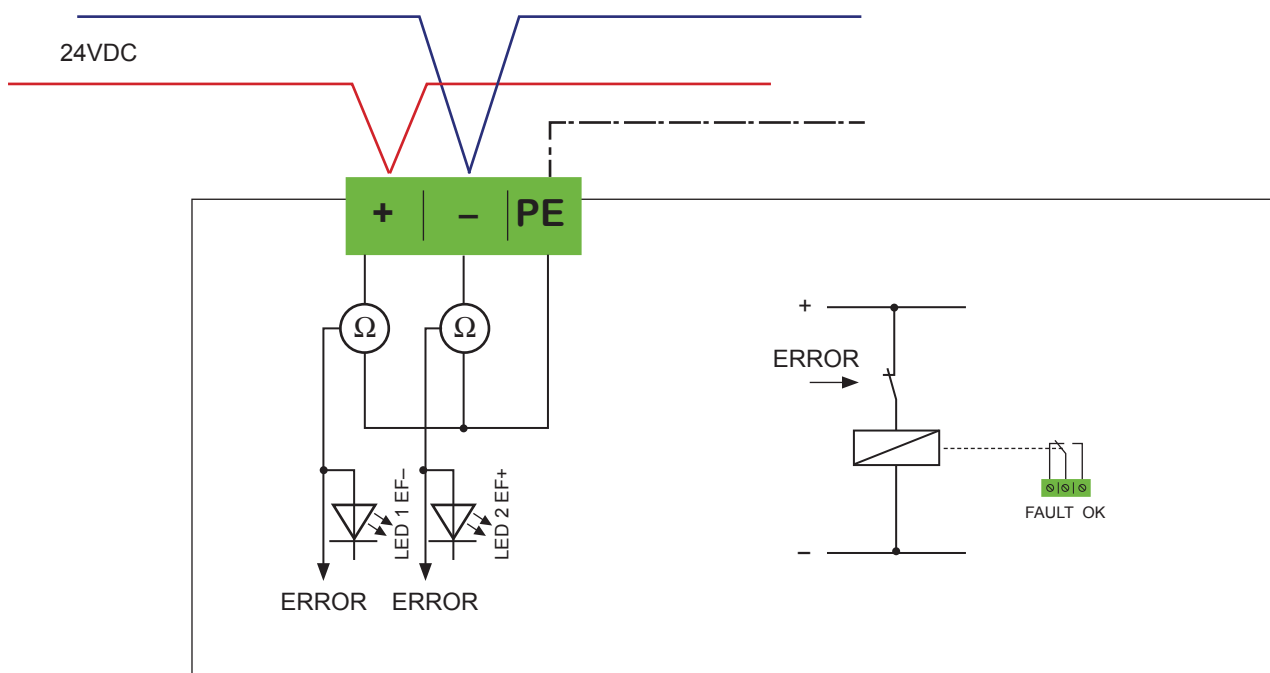 24VDC
+ – PE
Ω Ω
LED 1 EF–
LED 2 EF+
ERROR ERROR
+
ERROR
–
FAULT OK